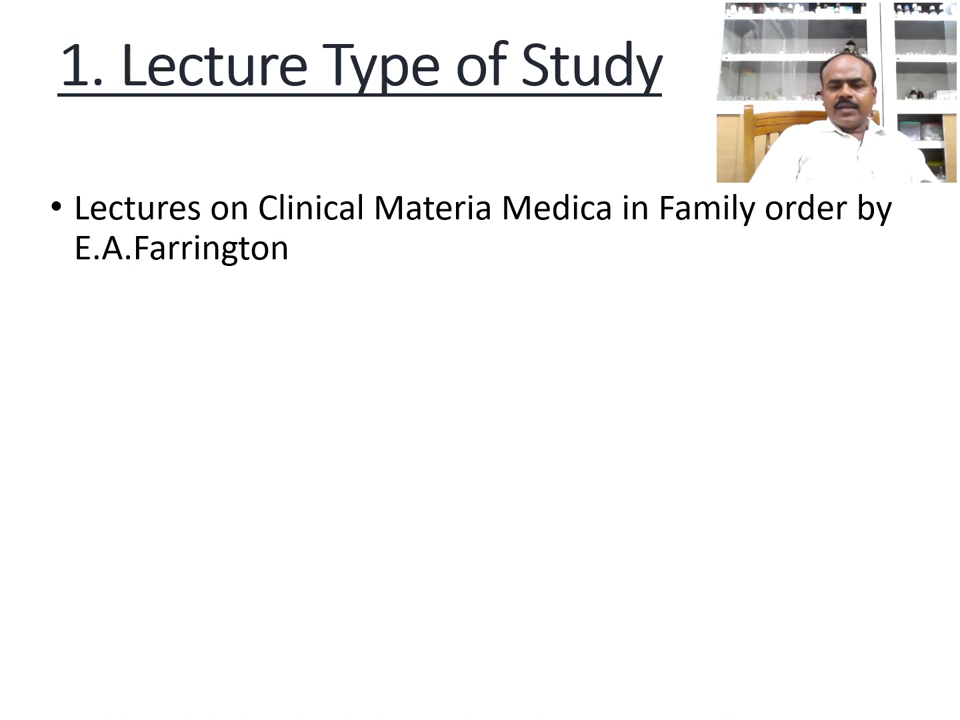 1. Lecture Type of Study
• Lectures on Clinical Materia Medica in Family order by
E.A.Farrington